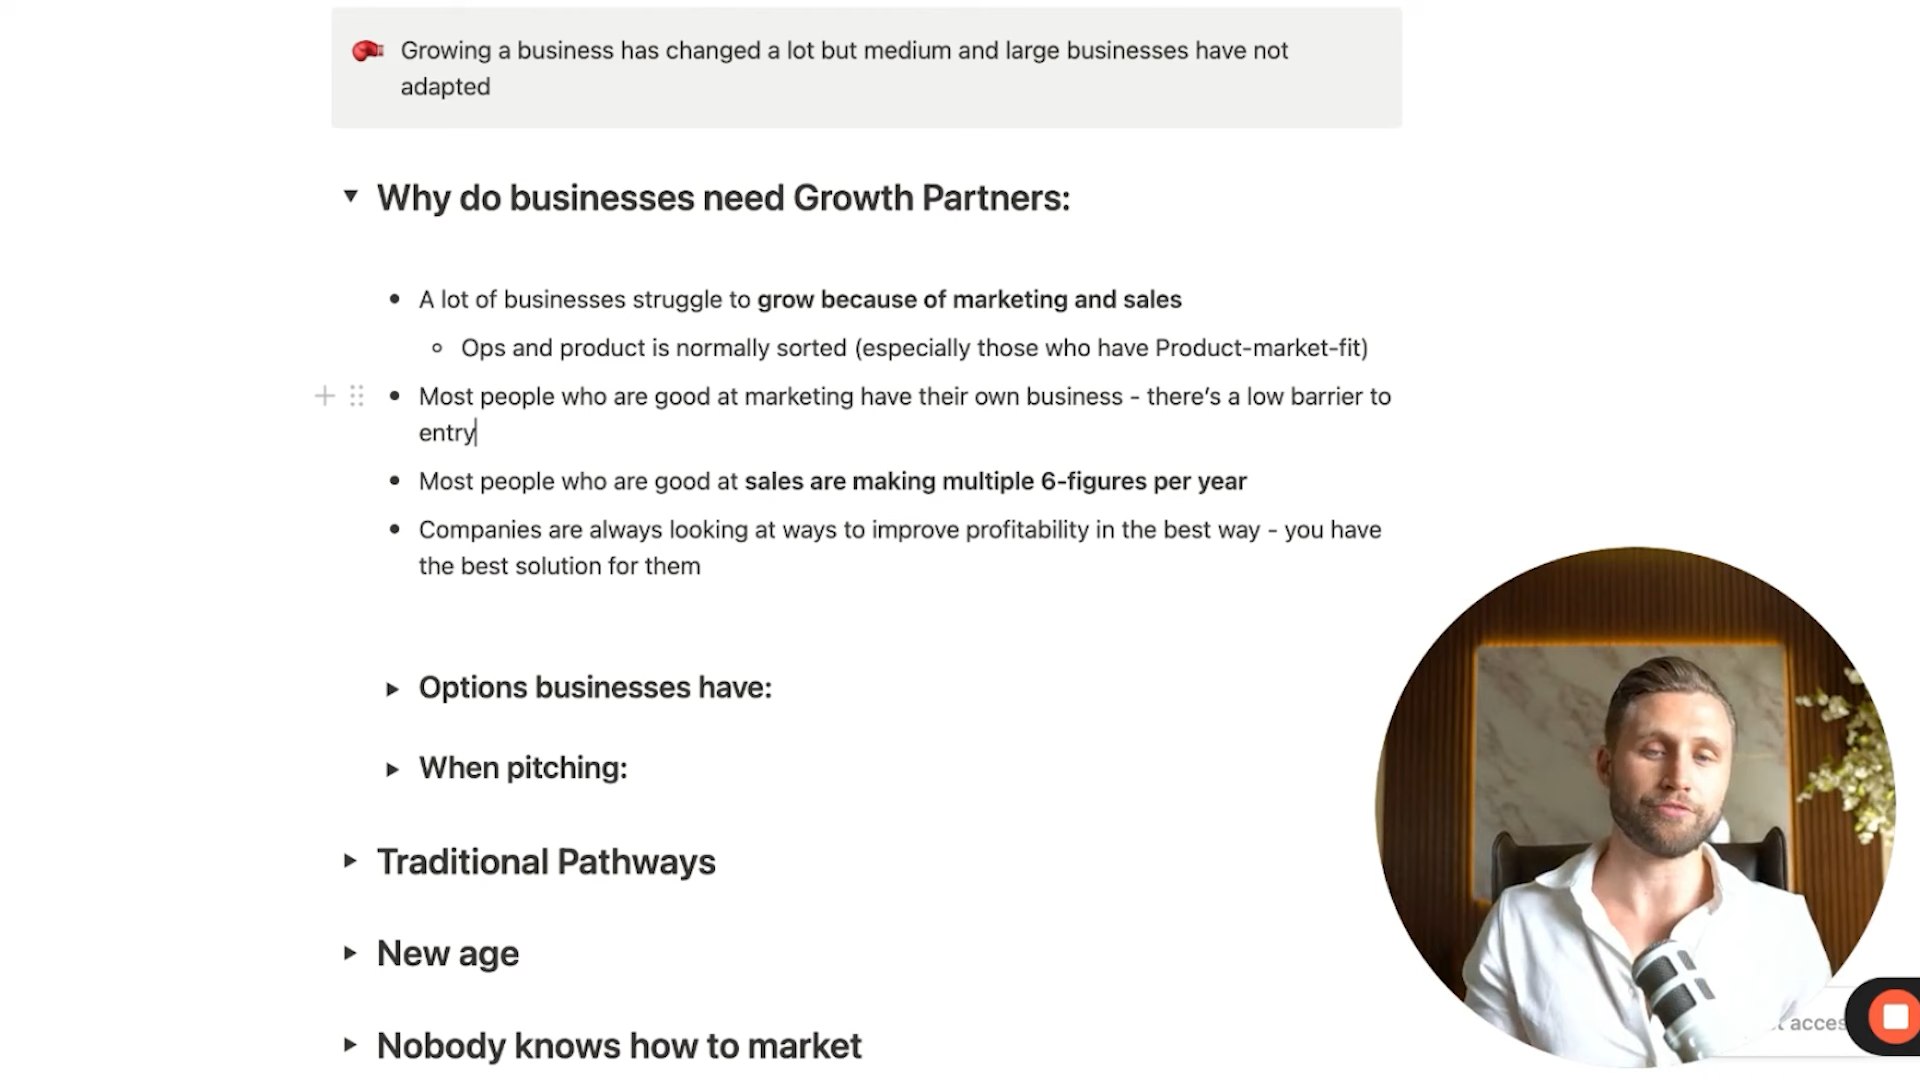 Growing a business has changed a lot but medium and large businesses have not
adapted
Why do businesses need Growth Partners:
A lot of businesses struggle to grow because of marketing and sales
Ops and product is normally sorted (especially those who have Product-market-fit)
Most people who are good at marketing have their own business - there’s a low barrier to
entry
Most people who are good at sales are making multiple 6-figures per year
Companies are always looking at ways to improve profitability in the best way - you have
the best solution for them
Options businesses have:
When pitching:
Traditional Pathways
New age
Nobody knows how to market